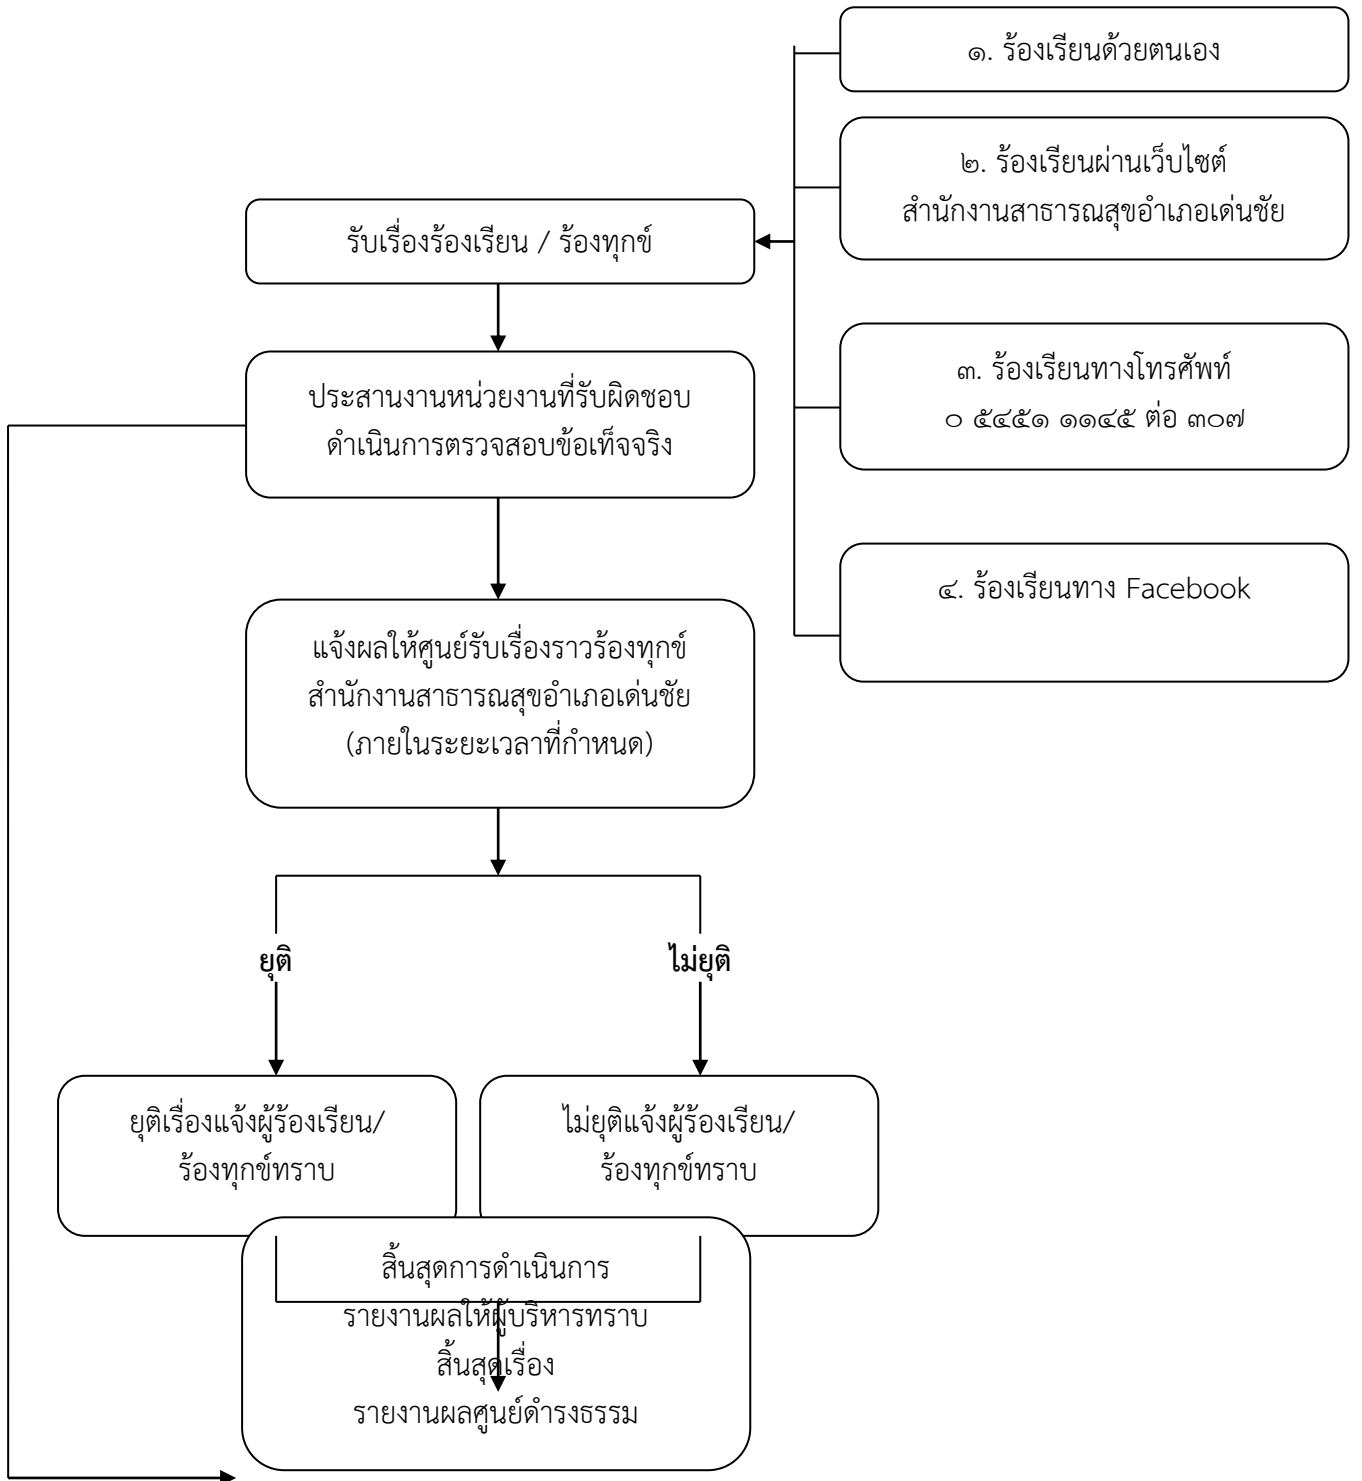 ๑. ร้องเรียนด้วยตนเอง
๒. ร้องเรียนผ่านเว็บไซต์
สำนักงานสาธารณสุขอำเภอเด่นชัย
รับเรื่องร้องเรียน / ร้องทุกข์
๓. ร้องเรียนทางโทรศัพท์
๐ ๕๔๕๑ ๑๑๔๕ ต่อ ๓๐๗
ประสานงานหน่วยงานที่รับผิดชอบ
ดำเนินการตรวจสอบข้อเท็จจริง
๔. ร้องเรียนทาง Facebook
แจ้งผลให้ศูนย์รับเรื่องราวร้องทุกข์
สำนักงานสาธารณสุขอำเภอเด่นชัย
(ภายในระยะเวลาที่กำหนด)
ยุติ
ไม่ยุติ
ยุติเรื่องแจ้งผู้ร้องเรียน/
ร้องทุกข์ทราบ
ไม่ยุติแจ้งผู้ร้องเรียน/
ร้องทุกข์ทราบ
สิ้นสุดการดำเนินการ
รายงานผลให้ผู้บริหารทราบ
สิ้นสุดเรื่อง
รายงานผลศูนย์ดำรงธรรม